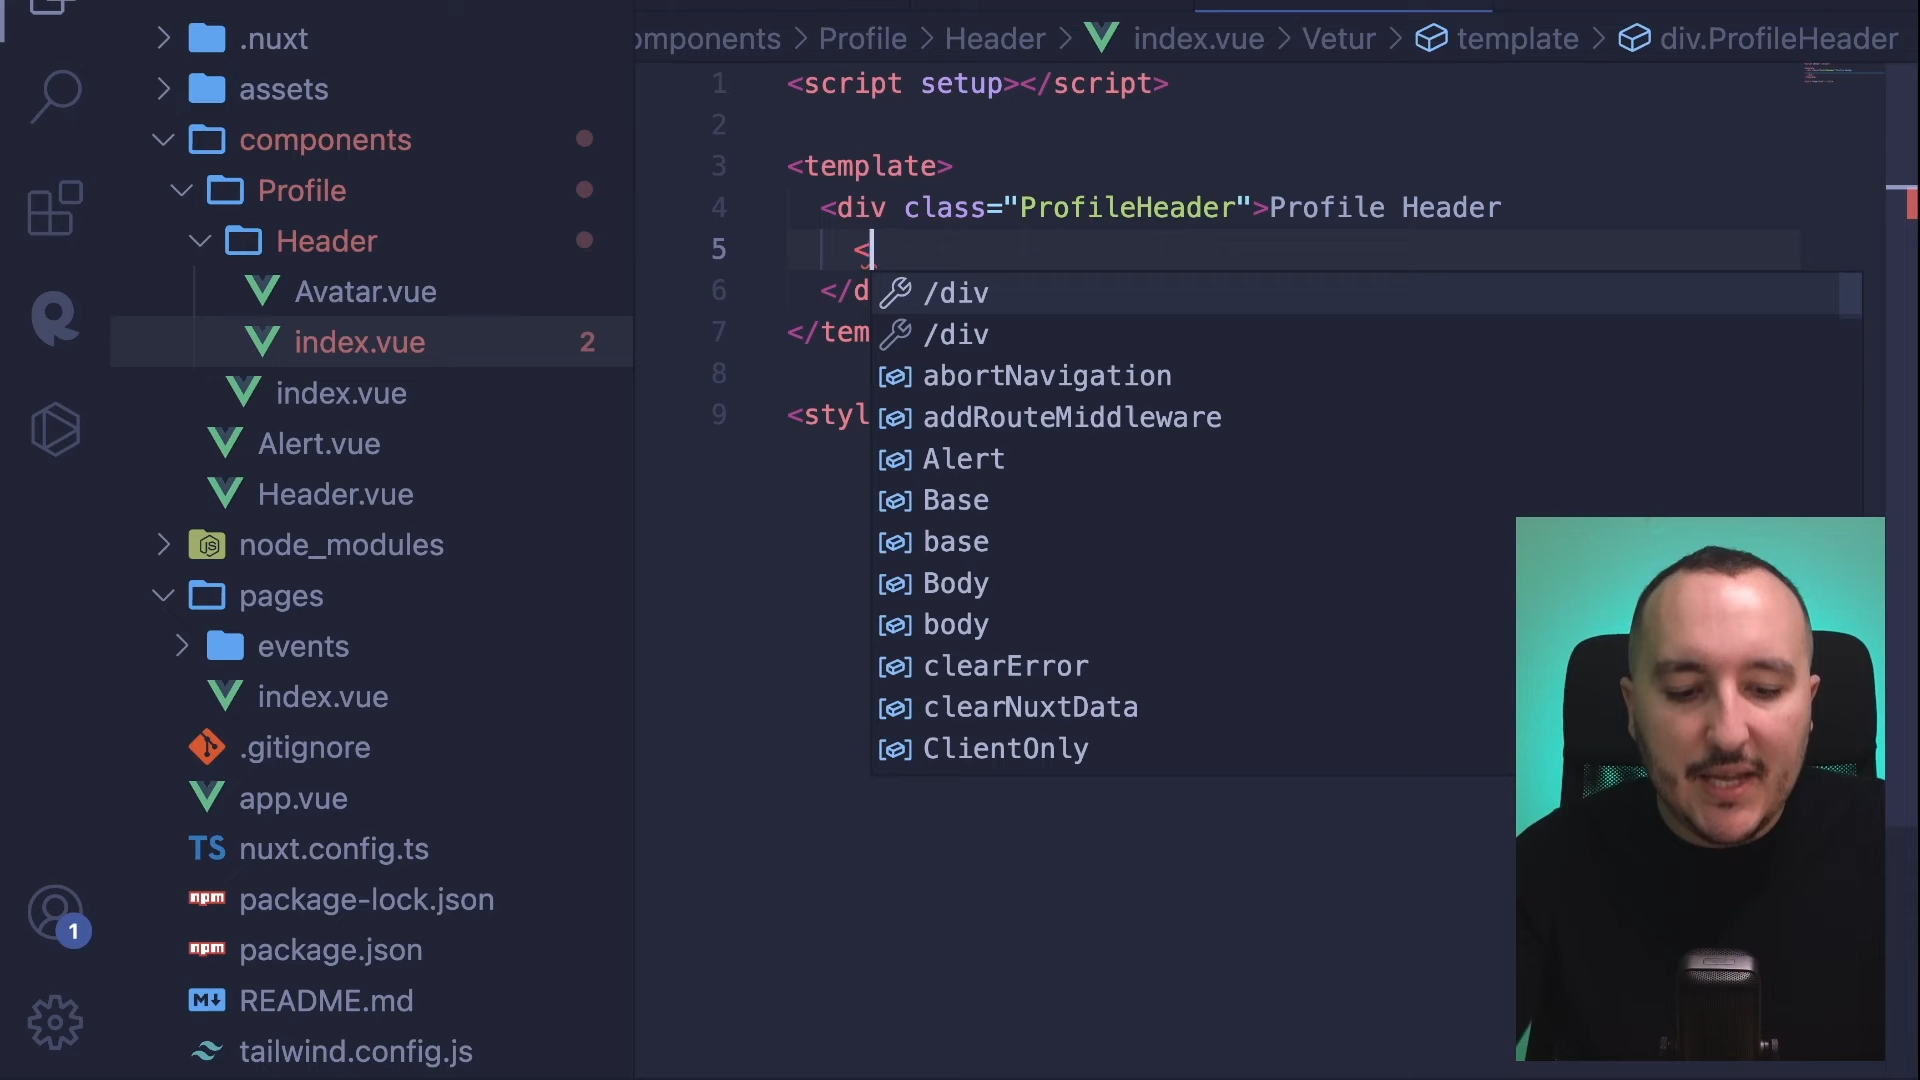 .nuxt
assets
components
Profile
Header
Avatar.vue
index.vue 2
index.vue
Alert.vue
Header.vue
node_modules
pages
events
index.vue
.gitignore
app.vue
TS nuxt.config.ts
npm package-lock.json
npm package.json
M↓ README.md
tailwind.config.js
1
omponents > Profile > Header > index.vue > Vetur > template > div.ProfileHeader
1 <script setup></script>
2
3 <template>
4 <div class="ProfileHeader">Profile Header
5 <
6 </d
7 </tem
8
9 <styl
/div
/div
abortNavigation
addRouteMiddleware
Alert
Base
base
Body
body
clearError
clearNuxtData
ClientOnly